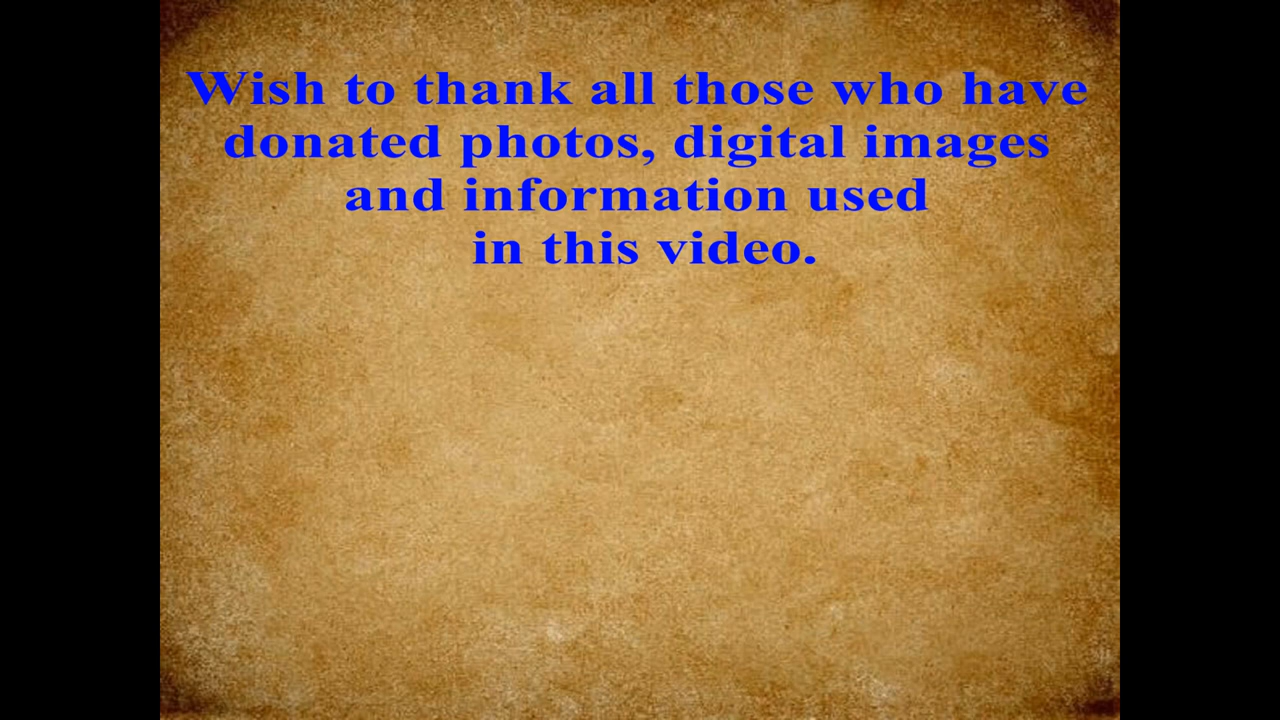 Wish to thank all those who have
donated photos, digital images
and information used
in this video.